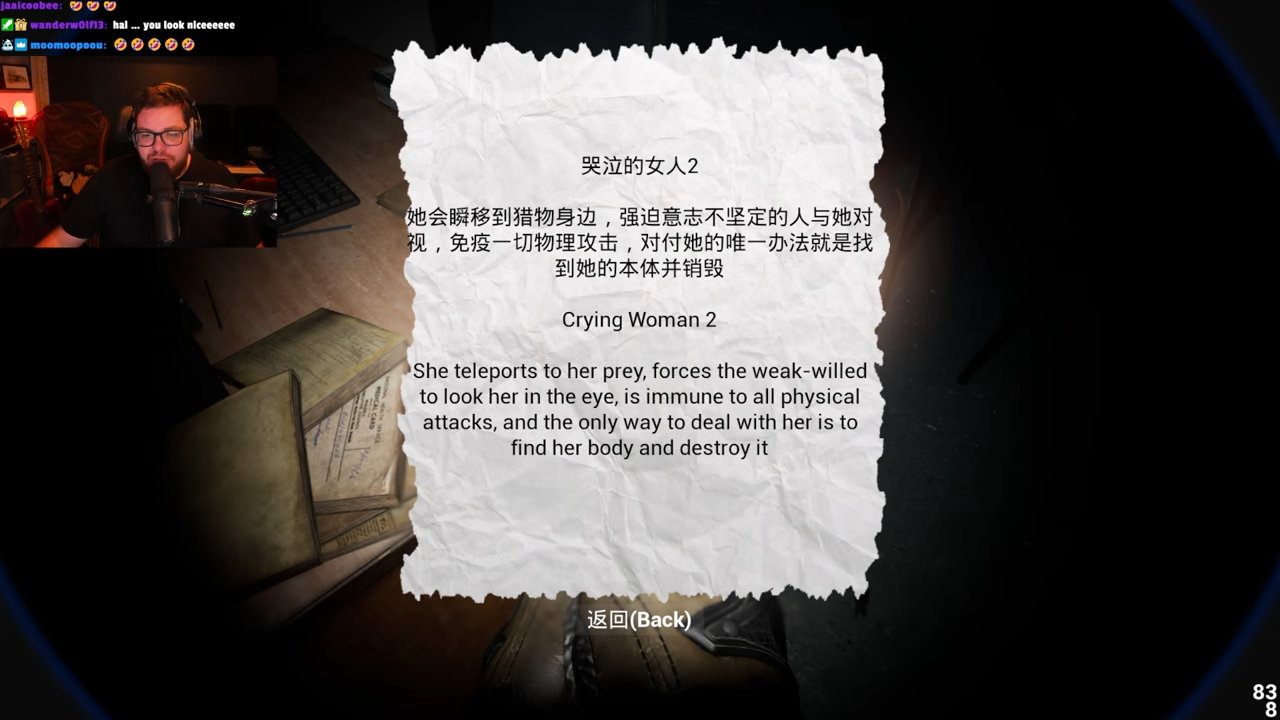 jaaicoobee: 🤣 🤣 🤣
wanderw0lf13: hai ... you look niceeeeee
moomoopoou: 🤣 🤣 🤣 🤣 🤣
哭泣的女人2
她会瞬移到猎物身边，强迫意志不坚定的人与她对
视，免疫一切物理攻击，对付她的唯一办法就是找
到她的本体并销毁
Crying Woman 2
She teleports to her prey, forces the weak-willed
to look her in the eye, is immune to all physical
attacks, and the only way to deal with her is to
find her body and destroy it
MEDICAL CARD
返回(Back)
83
8